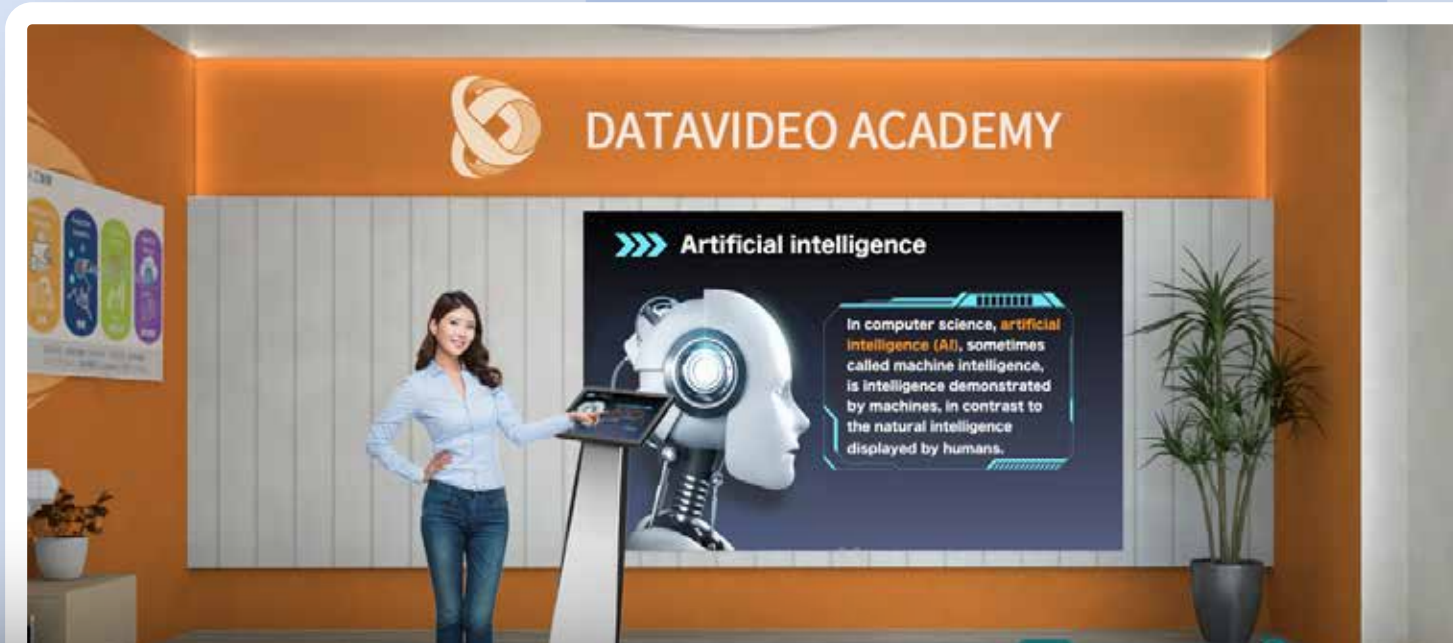 DATAVIDEO ACADEMY
Artificial intelligence
In computer science, artificial
intelligence (AI), sometimes
called machine intelligence,
is intelligence demonstrated
by machines, in contrast to
the natural intelligence
displayed by humans.